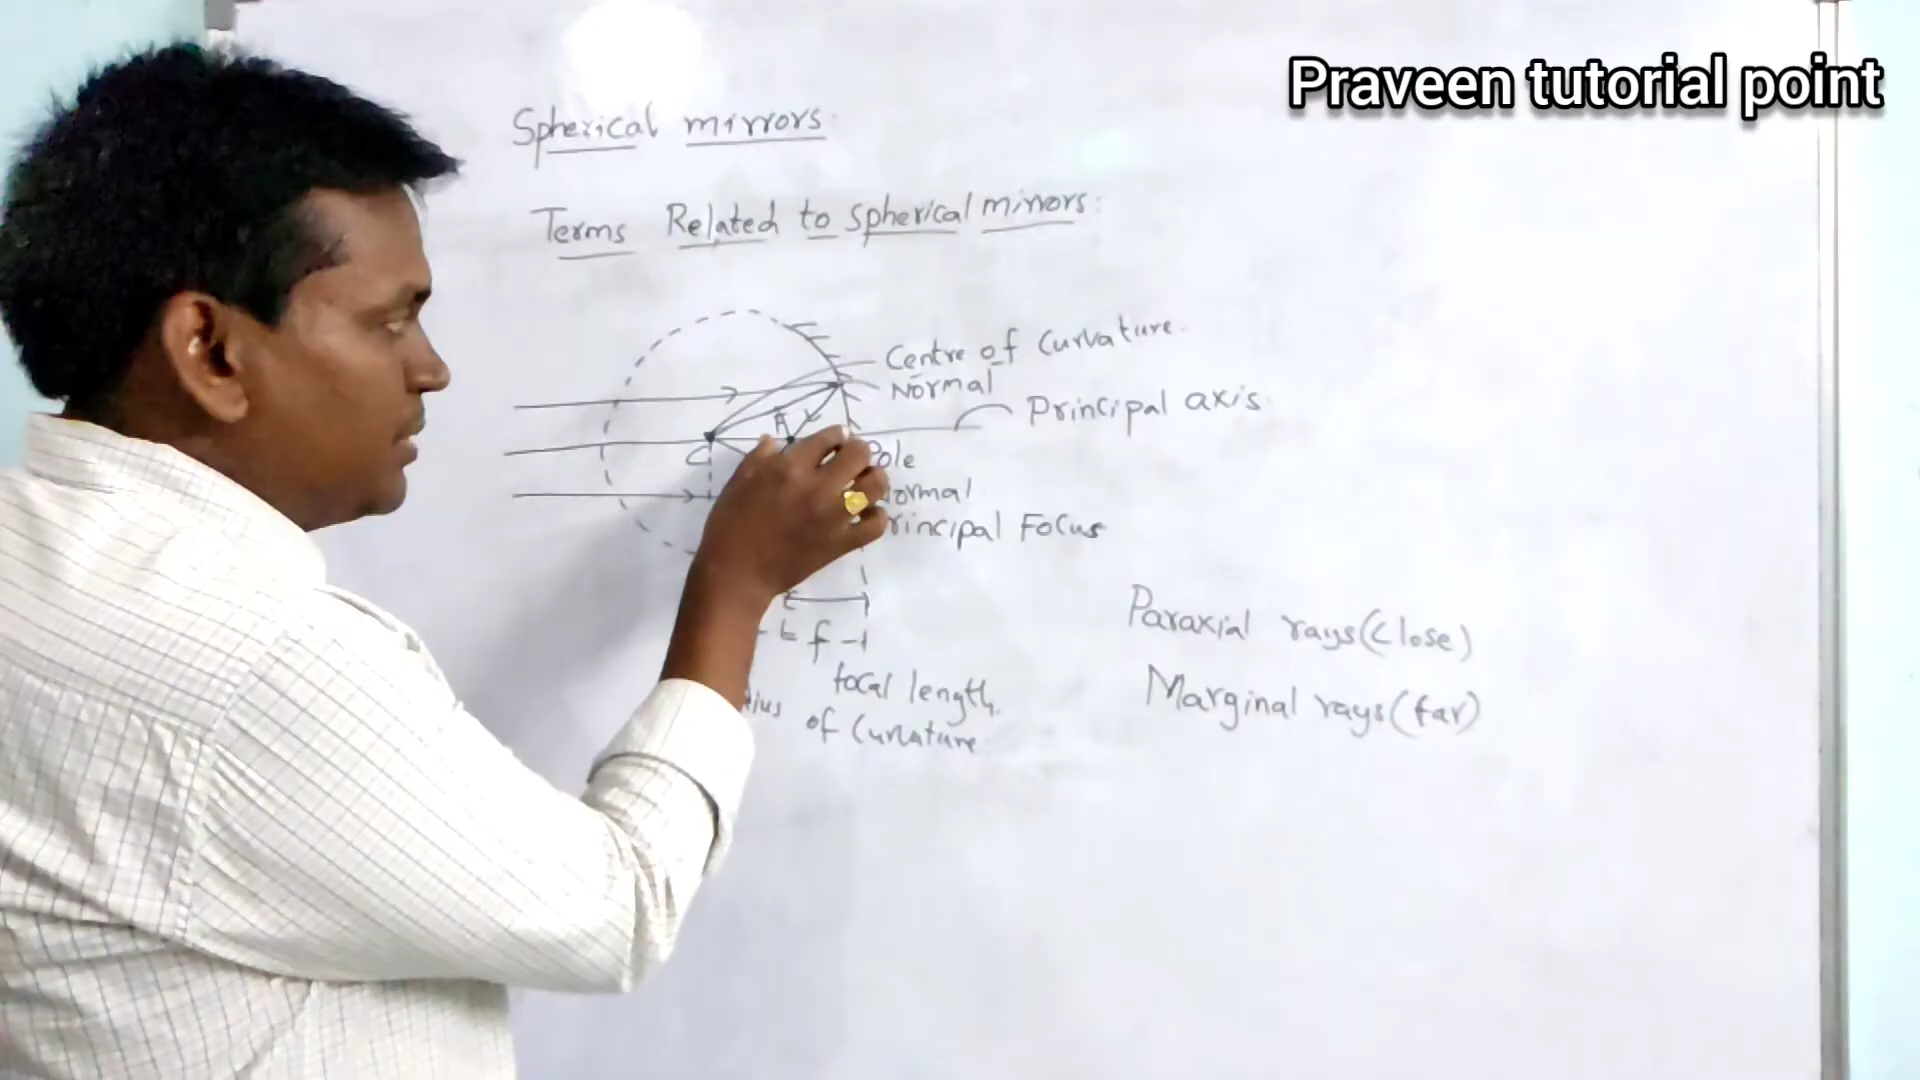 Praveen tutorial point
Spherical mirrors
Terms Related to spherical mirrors:
Centre of Curvature
Normal
Principal axis
C
Pole
Normal
Principal Focus
f
focal length
of Curvature
Paraxial rays(close)
Marginal rays(far)